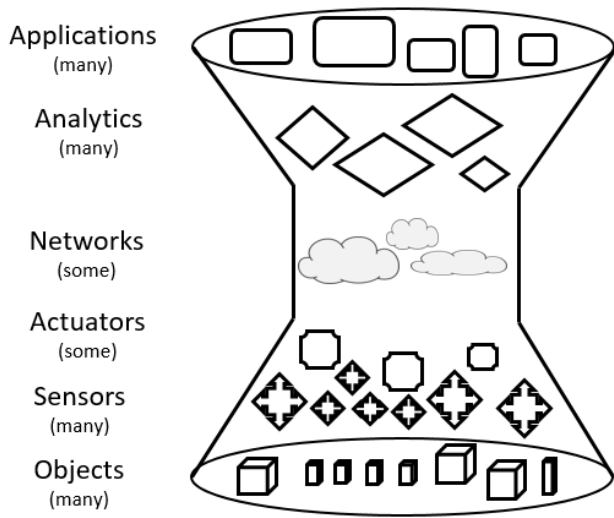 Applications
(many)
Analytics
(many)
Networks
(some)
Actuators
(some)
Sensors
(many)
Objects
(many)